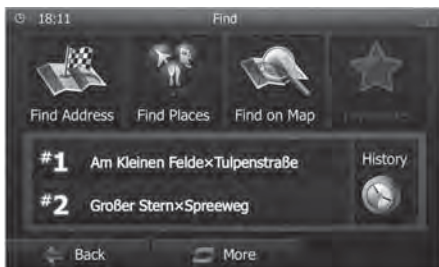 18:11 Find
Find Address Find Places Find on Map
#1 Am Kleinen Felde×Tulpenstraße History
#2 Großer Stern×Spreeweg
Back More